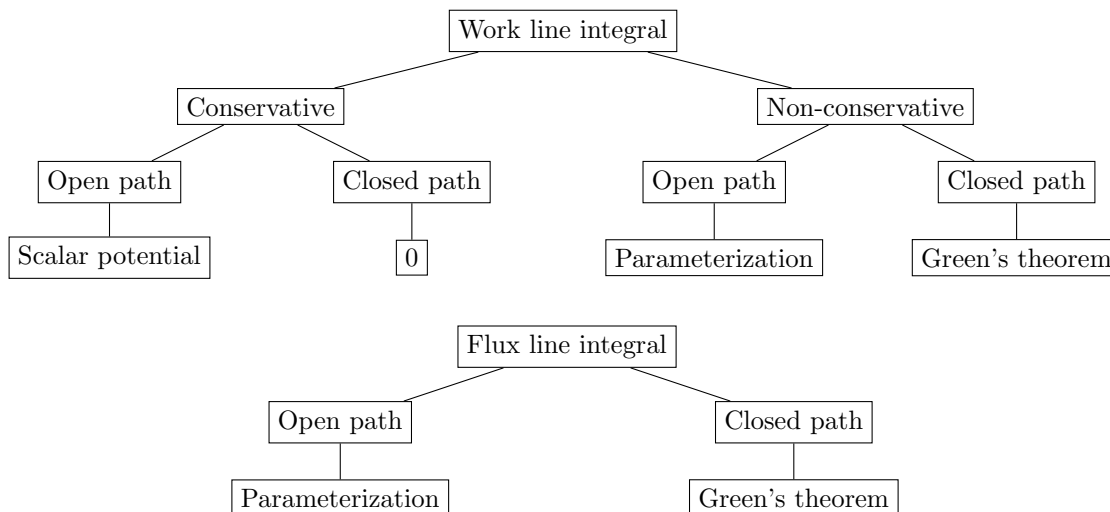 Work line integral
Conservative
Non-conservative
Open path
Closed path
Open path
Closed path
Scalar potential
0
Parameterization
Green's theorem
Flux line integral
Open path
Closed path
Parameterization
Green's theorem